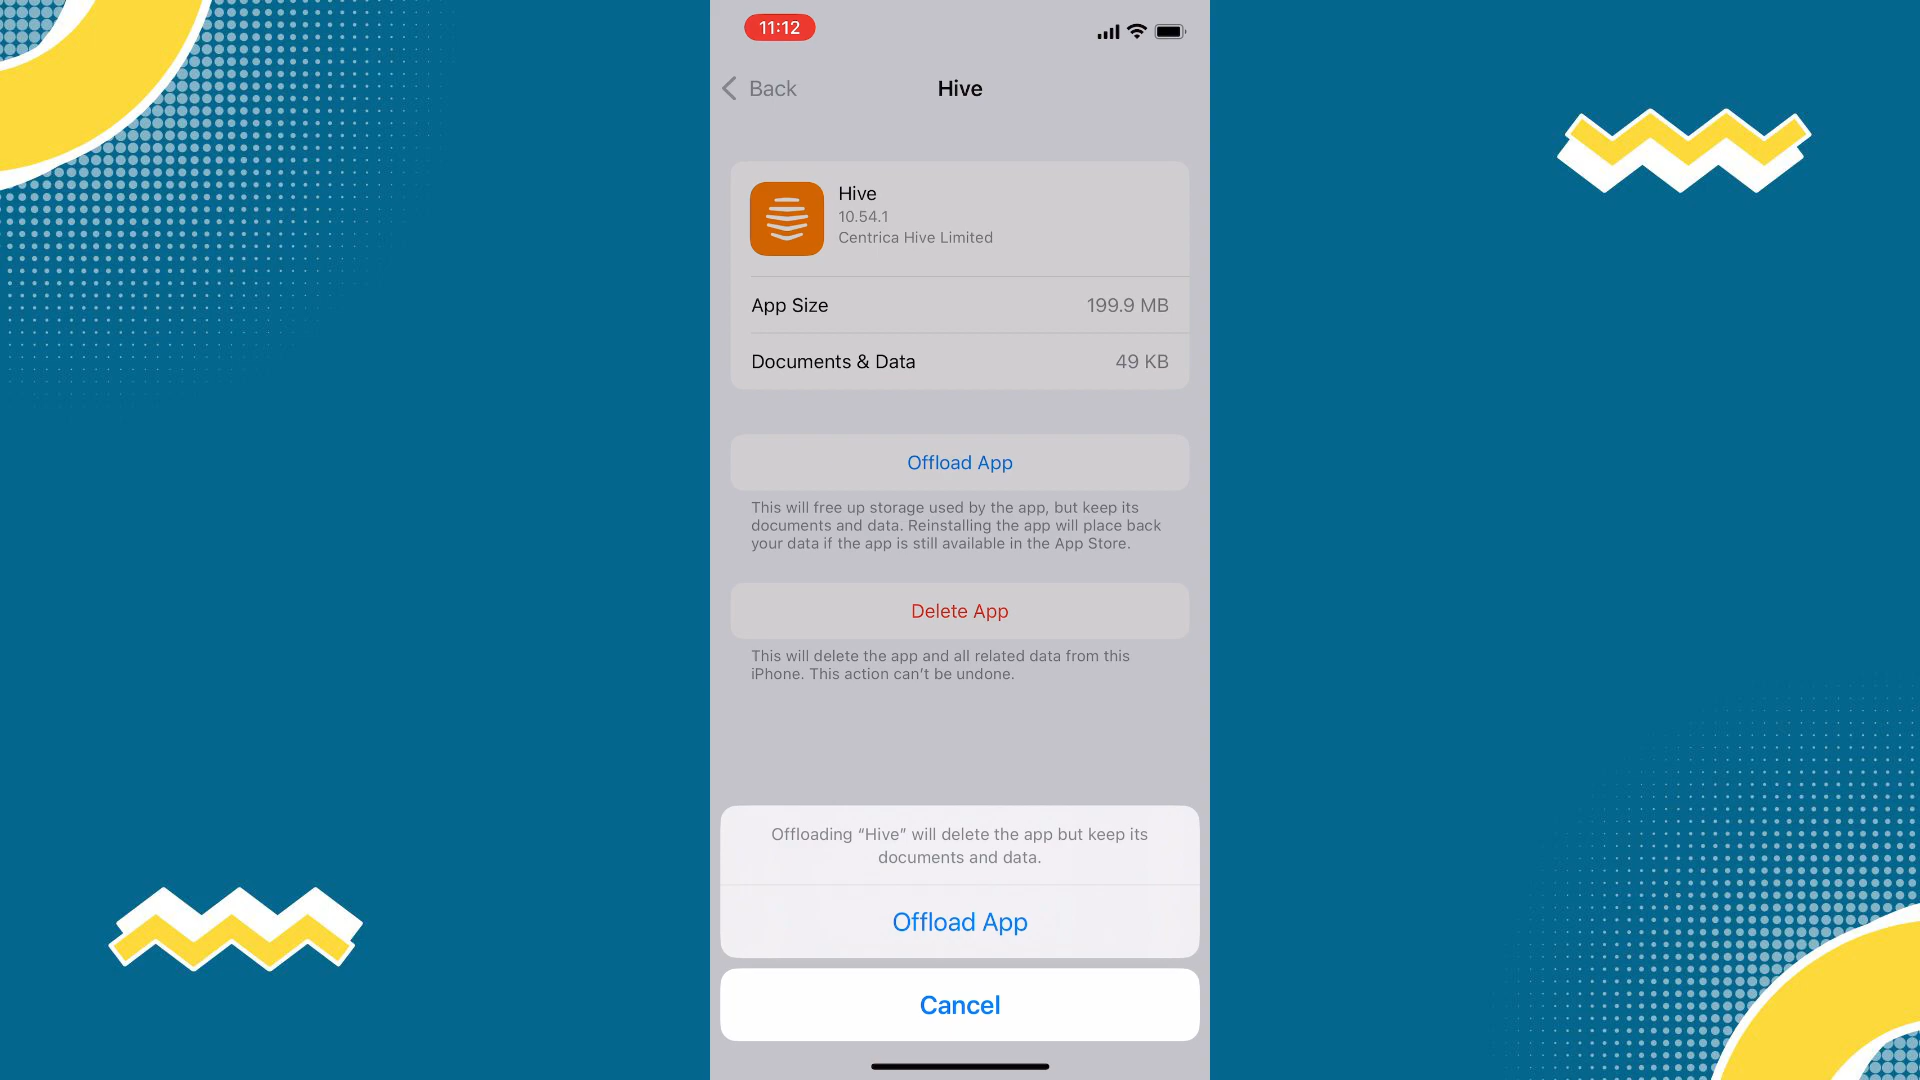 11:12
Back
Hive
Hive
10.54.1
Centrica Hive Limited
App Size
199.9 MB
Documents & Data
49 KB
Offload App
This will free up storage used by the app, but keep its
documents and data. Reinstalling the app will place back
your data if the app is still available in the App Store.
Delete App
This will delete the app and all related data from this
iPhone. This action can’t be undone.
Offloading “Hive” will delete the app but keep its
documents and data.
Offload App
Cancel